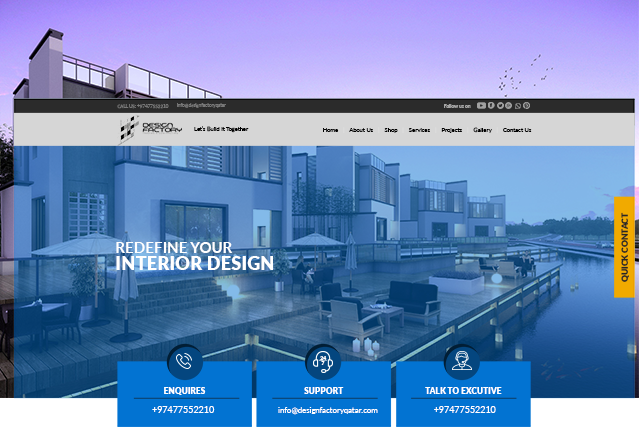 CALL US: +97477552210 info@designfactoryqatar
Follow us on
DESIGN FACTORY
Let's Build It Together
Home About Us Shop Services Projects Gallery Contact Us
REDEFINE YOUR
INTERIOR DESIGN
QUICK CONTACT
ENQUIRES
+97477552210
SUPPORT
info@designfactoryqatar.com
TALK TO EXCUTIVE
+97477552210